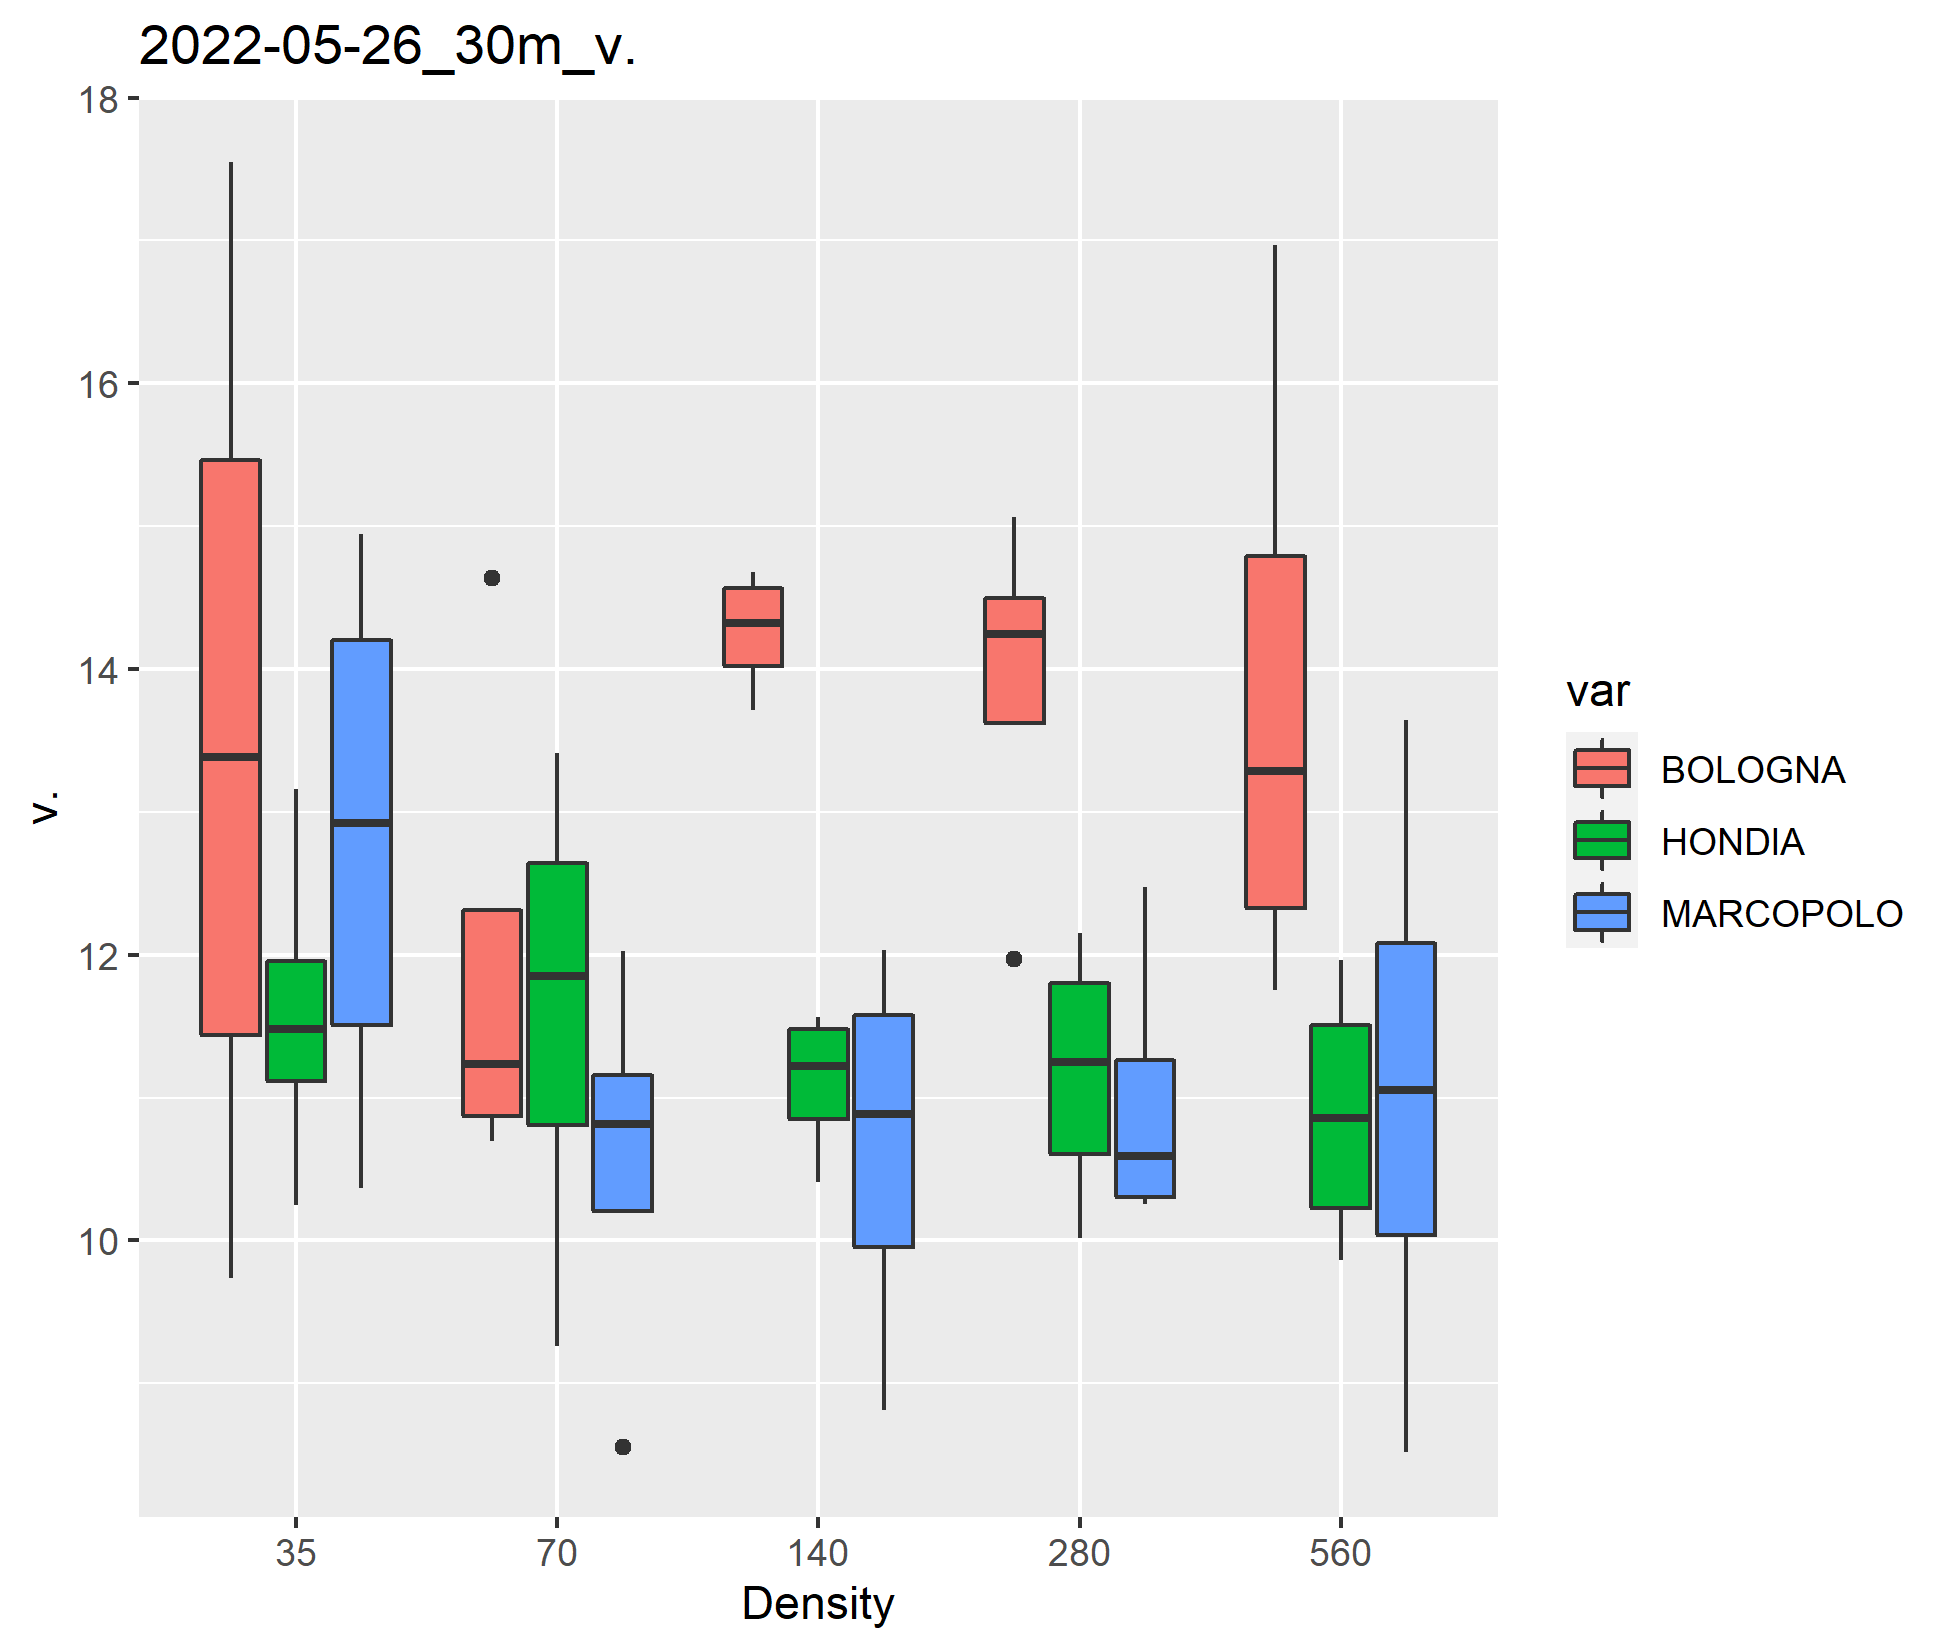 2022-05-26_30m_v.
18
16
14
12
10
v.
35 70 140 280 560
Density
var
BOLOGNA
HONDIA
MARCOPOLO